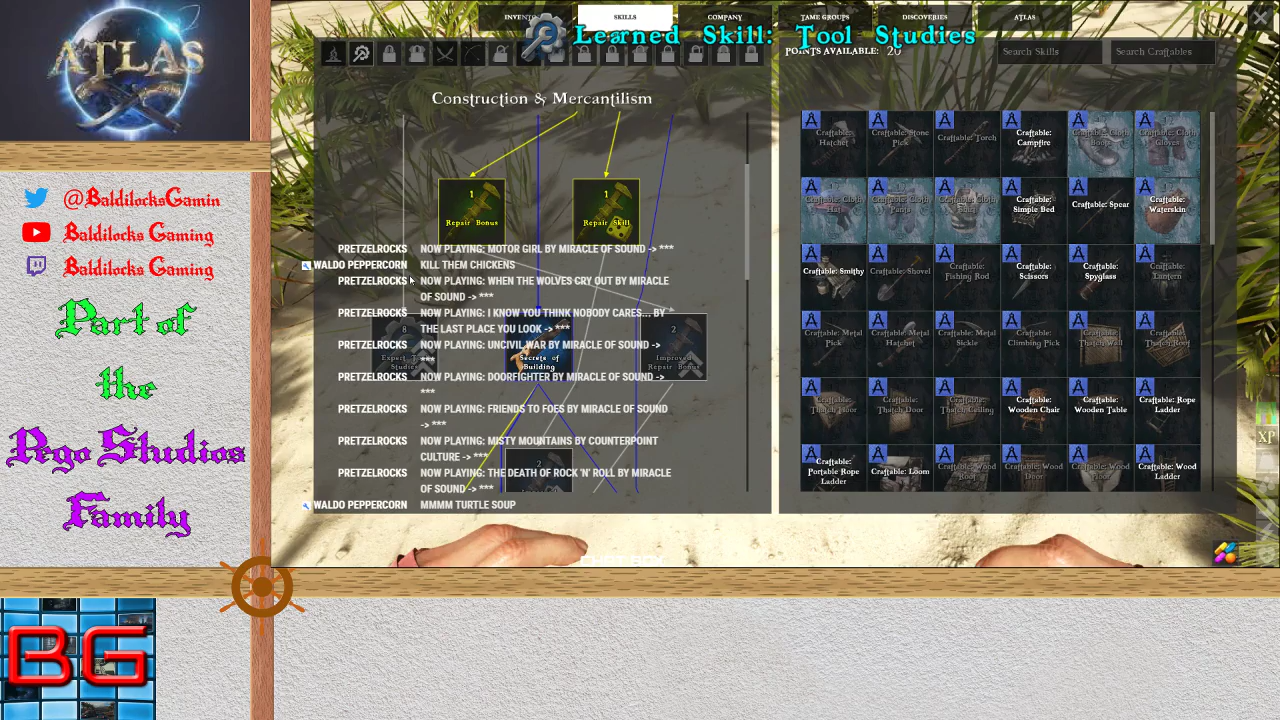 ATLAS
@BaldilocksGamin
Baldilocks Gaming
Baldilocks Gaming
Part of
the
Pego Studios
Family
BG
SKILLS
COMPANY
TAME GROUPS
DISCOVERIES
ATLAS
Learned Skill: Tool Studies
POINTS AVAILABLE: 20
Search Skills
Search Craftables
Construction & Mercantilism
1
Repair Bonus
1
Repair Skill
8
Secrets of
Building
2
Improved
Repair Bonus
2
PRETZELROCKS NOW PLAYING: MOTOR GIRL BY MIRACLE OF SOUND -> ***
WALDO PEPPERCORN KILL THEM CHICKENS
PRETZELROCKS NOW PLAYING: WHEN THE WOLVES CRY OUT BY MIRACLE
OF SOUND -> ***
PRETZELROCKS NOW PLAYING: I KNOW YOU THINK NOBODY CARES... BY
THE LAST PLACE YOU LOOK -> ***
PRETZELROCKS NOW PLAYING: UNCIVIL WAR BY MIRACLE OF SOUND ->
***
PRETZELROCKS NOW PLAYING: DOORFIGHTER BY MIRACLE OF SOUND ->
***
PRETZELROCKS NOW PLAYING: FRIENDS TO FOES BY MIRACLE OF SOUND
-> ***
PRETZELROCKS NOW PLAYING: MISTY MOUNTAINS BY COUNTERPOINT
CULTURE -> ***
PRETZELROCKS NOW PLAYING: THE DEATH OF ROCK 'N' ROLL BY MIRACLE
OF SOUND -> ***
WALDO PEPPERCORN MMMM TURTLE SOUP
Craftable:
Hatchet
Craftable: Stone
Pick
Craftable: Torch
Craftable:
Campfire
Craftable: Cloth
Boots
Craftable: Cloth
Gloves
Craftable: Cloth
Hat
Craftable: Cloth
Pants
Craftable: Cloth
Shirt
Craftable:
Simple Bed
Craftable: Spear
Craftable:
Waterskin
Craftable: Smithy
Craftable: Shovel
Craftable:
Fishing Rod
Craftable:
Scissors
Craftable:
Spyglass
Craftable:
Lantern
Craftable: Metal
Pick
Craftable: Metal
Hatchet
Craftable: Metal
Sickle
Craftable:
Climbing Pick
Craftable:
Thatch Wall
Craftable:
Thatch Roof
Craftable:
Thatch Floor
Craftable:
Thatch Door
Craftable:
Thatch Ceiling
Craftable:
Wooden Chair
Craftable:
Wooden Table
Craftable: Rope
Ladder
Craftable:
Portable Rope
Ladder
Craftable: Loom
Craftable:
Wood Roof
Craftable:
Wood Door
Craftable:
Wood Floor
Craftable:
Wood
Ladder
XP